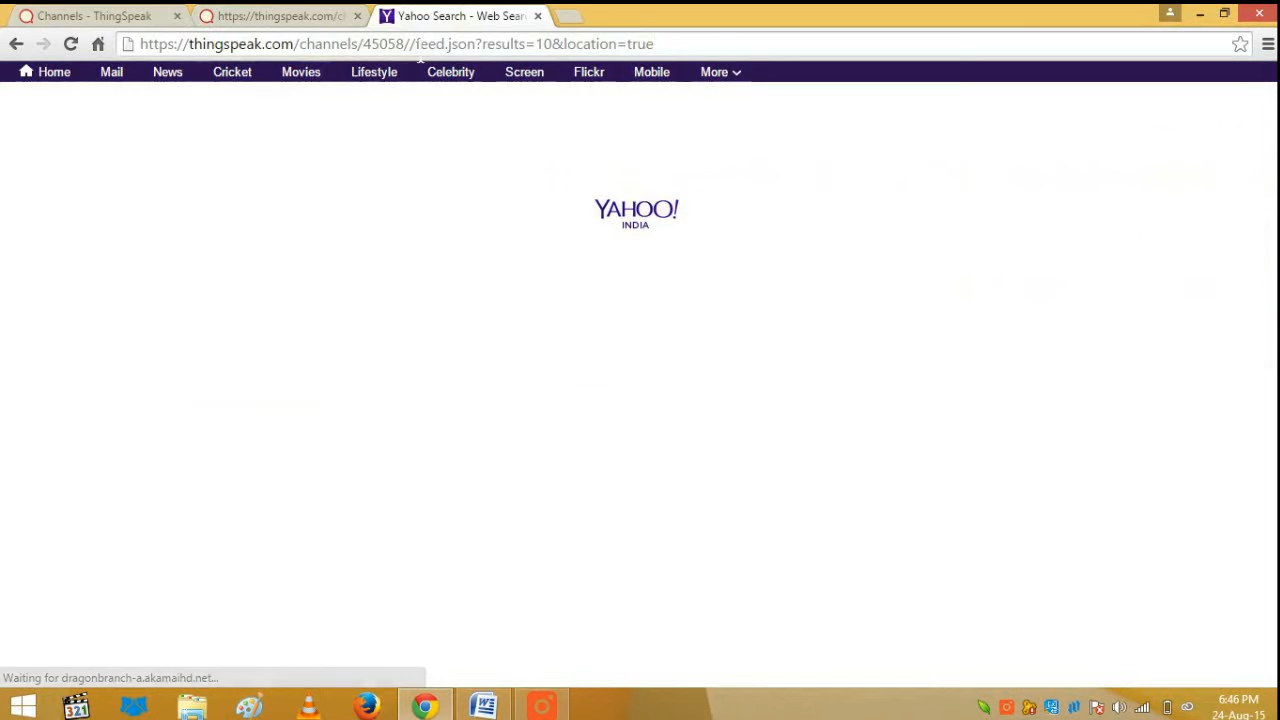 Channels - ThingSpeak
https://thingspeak.com/cl
Yahoo Search - Web Sear
https://thingspeak.com/channels/45058//feed.json?results=10&location=true
Home Mail News Cricket Movies Lifestyle Celebrity Screen Flickr Mobile More
YAHOO!
INDIA
Waiting for dragonbranch-a.akamaihd.net...
321
6:46 PM
24-Aug-15